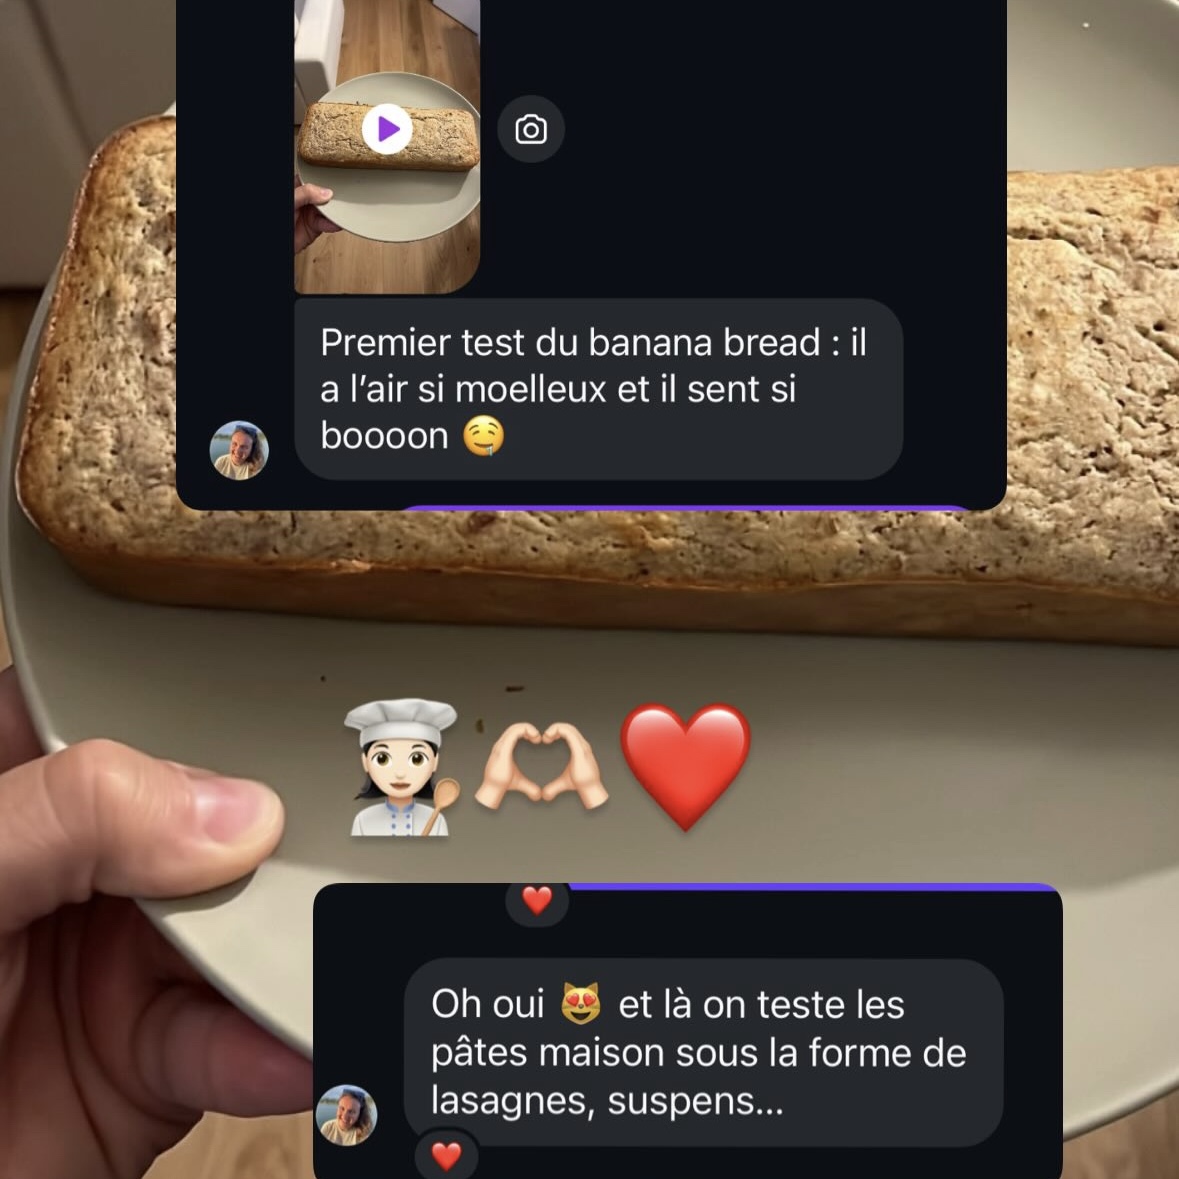 Premier test du banana bread : il
a l’air si moelleux et il sent si
boooon 🤤
Oh oui 😻 et là on teste les
pâtes maison sous la forme de
lasagnes, suspens...